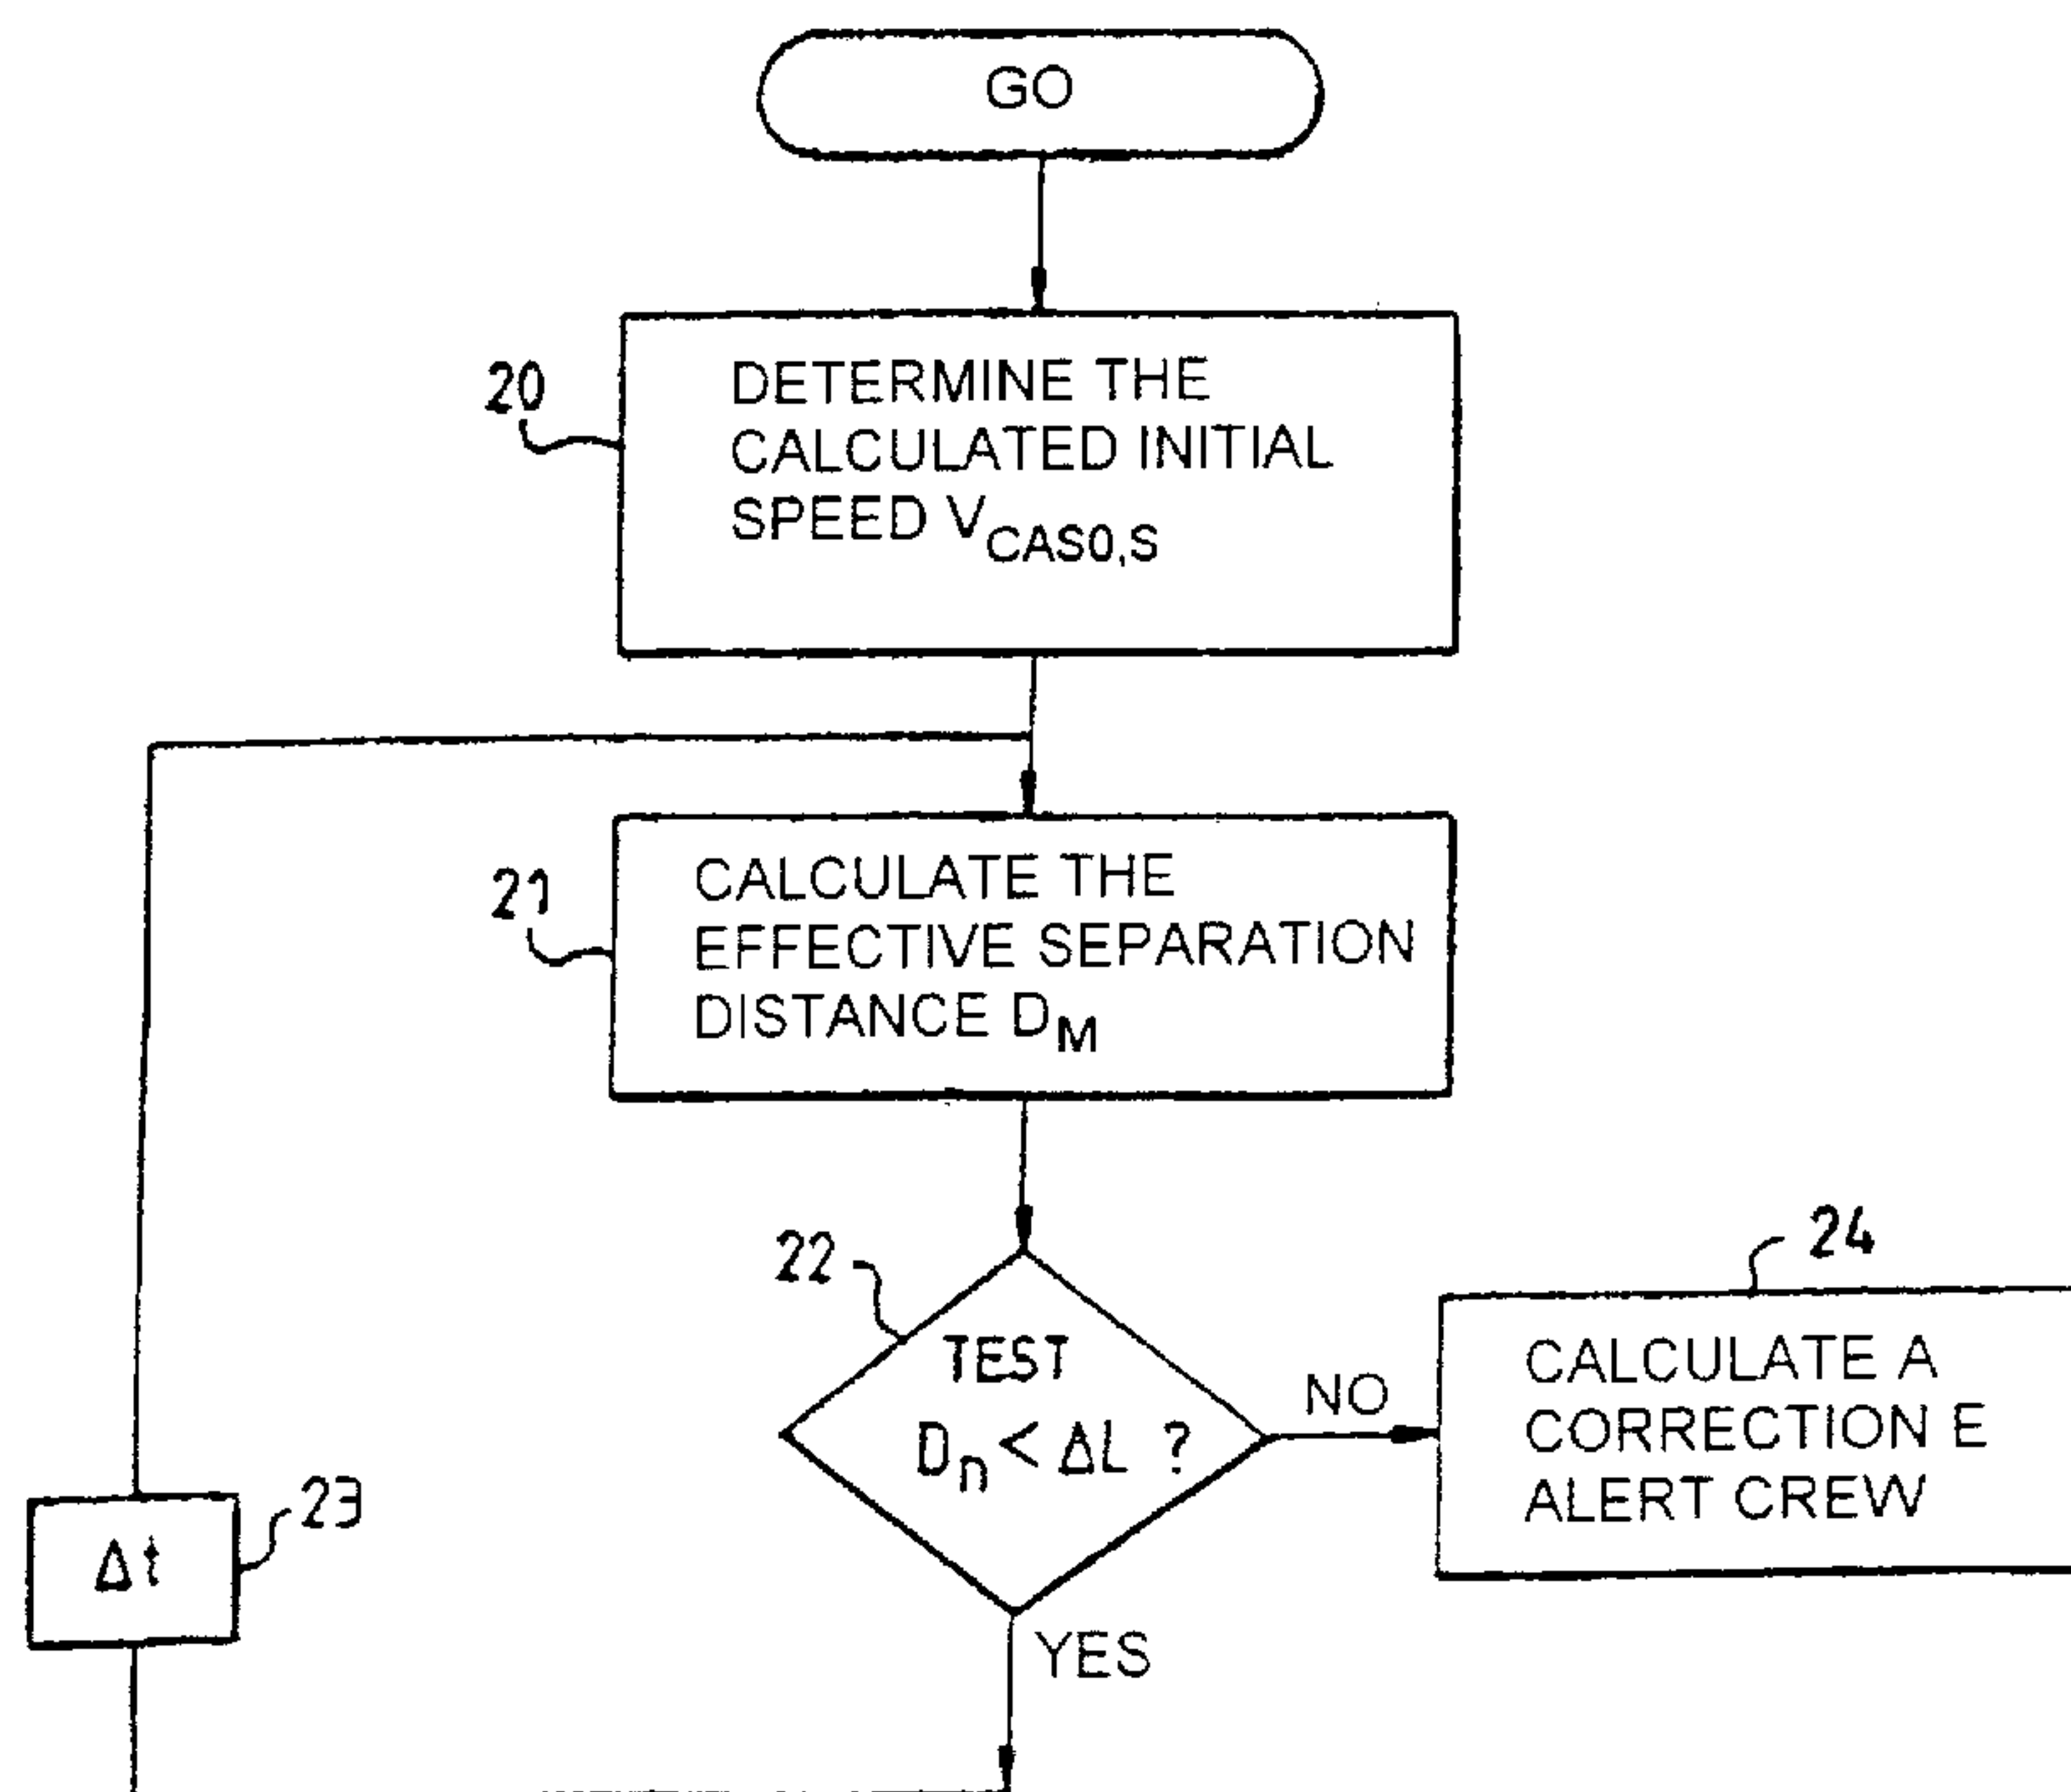 GO
20
DETERMINE THE
CALCULATED INITIAL
SPEED VCAS0,S
21
CALCULATE THE
EFFECTIVE SEPARATION
DISTANCE DM
22
TEST
Dn < ΔL ?
NO
24
CALCULATE A
CORRECTION E
ALERT CREW
23
Δt
YES